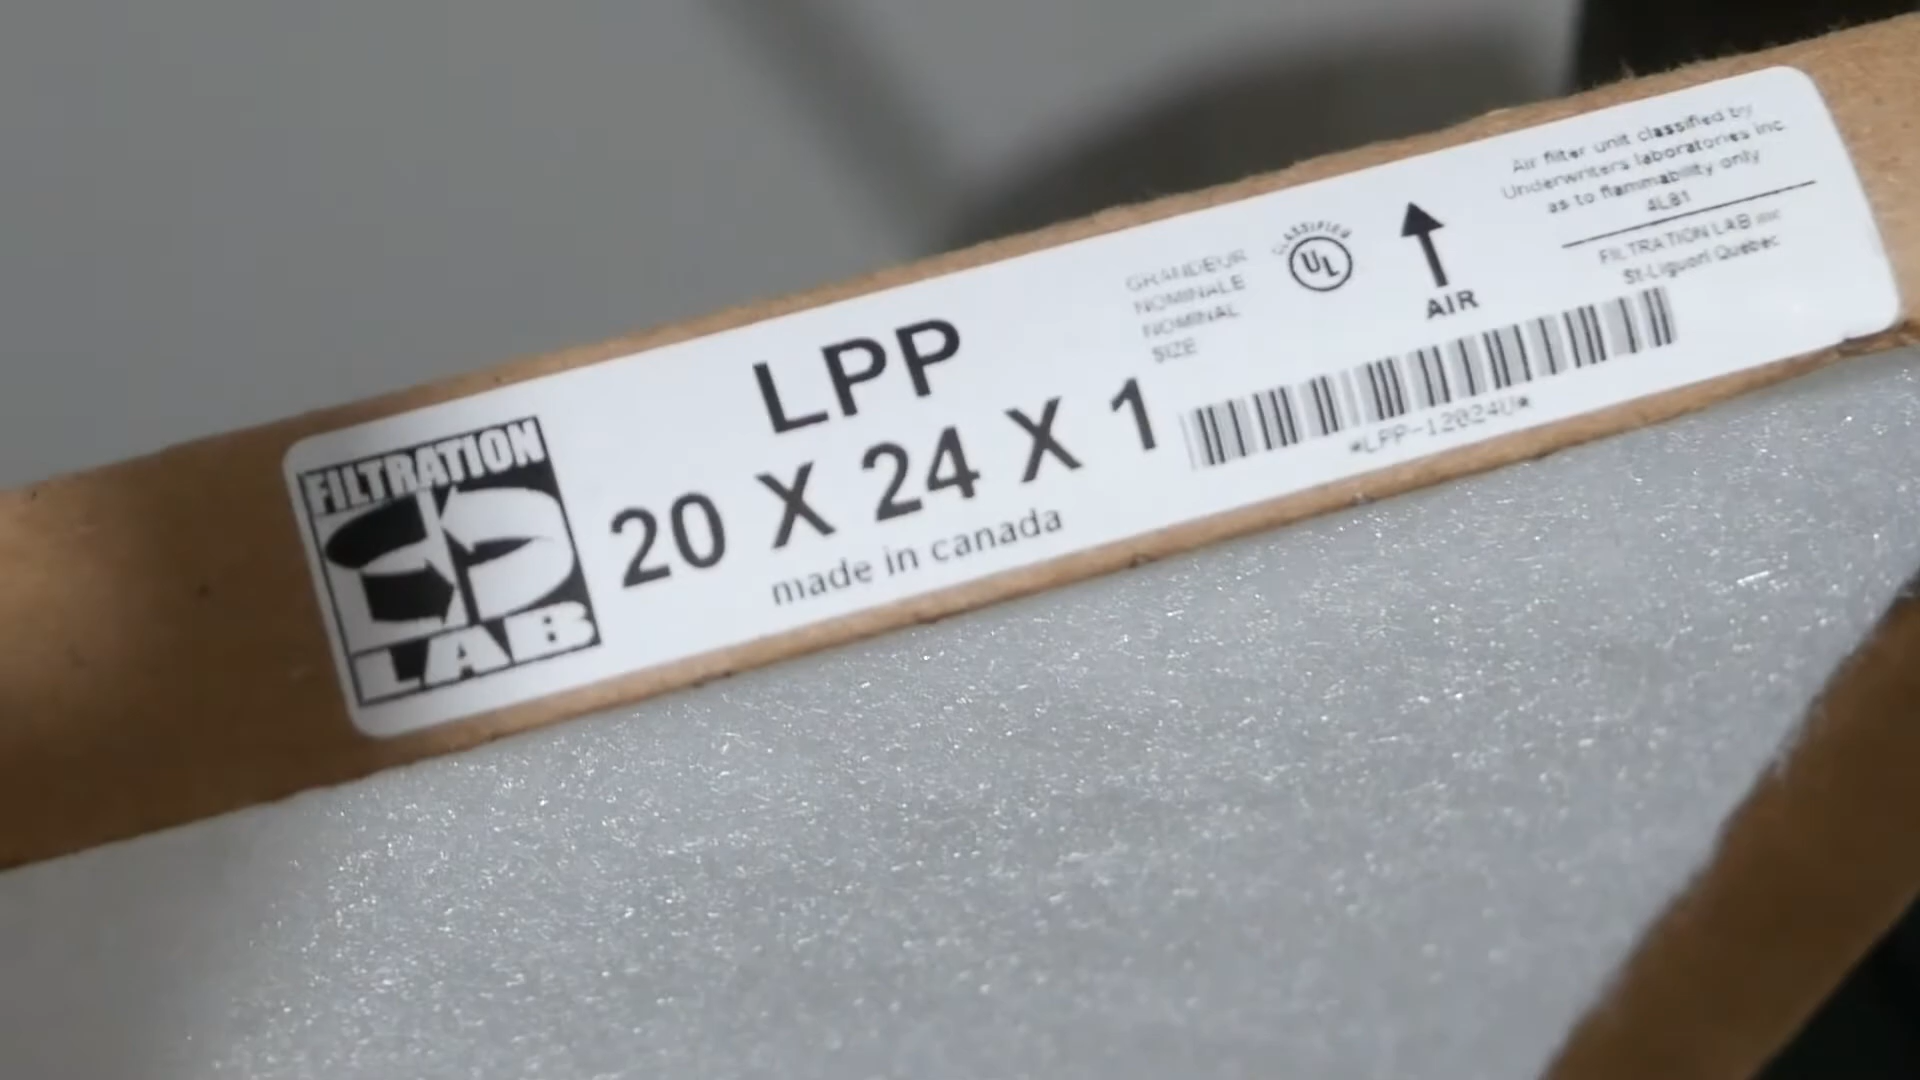 FILTRATION
LAB
LPP
20 X 24 X 1
made in canada
GRANDEUR
NOMINALE
NOMINAL
SIZE
CLASSIFIED
UL
AIR
*LPP-12024U*
Air filter unit classified by
Underwriters laboratories inc.
as to flammability only
4L81
FILTRATION LAB inc
St-Liguori Quebec